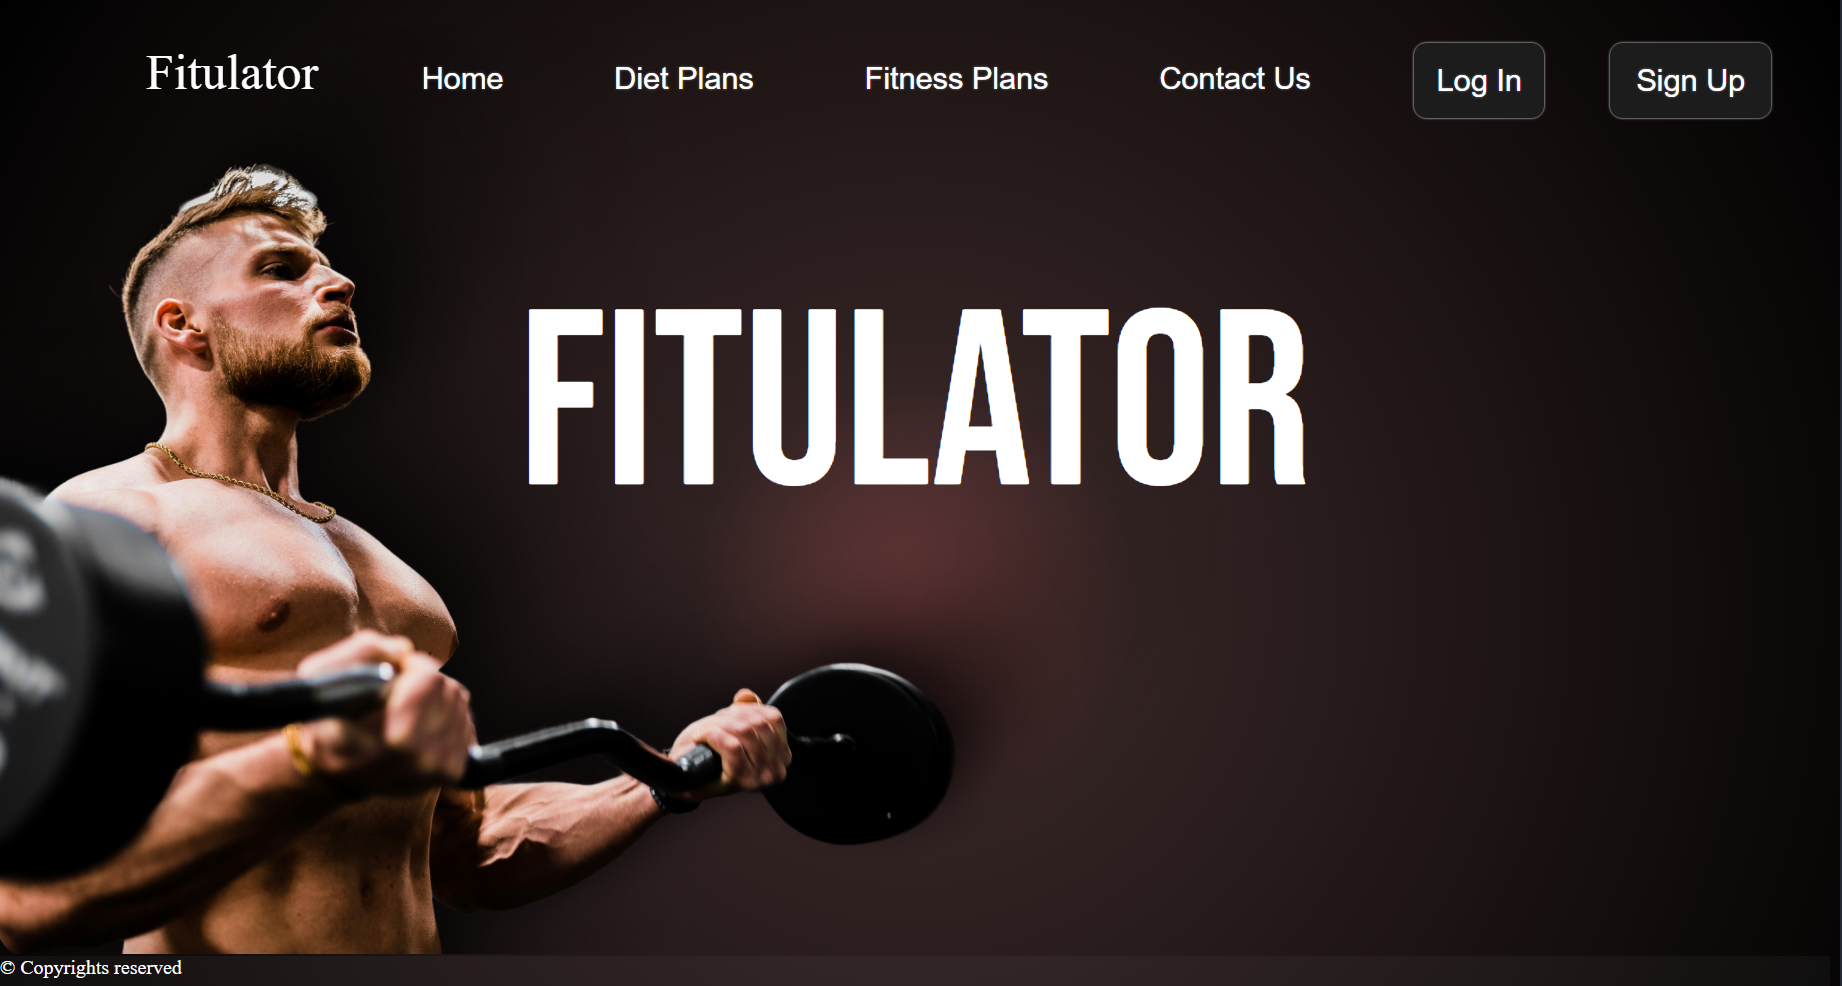 Fitulator Home Diet Plans Fitness Plans Contact Us Log In Sign Up
FITULATOR
© Copyrights reserved